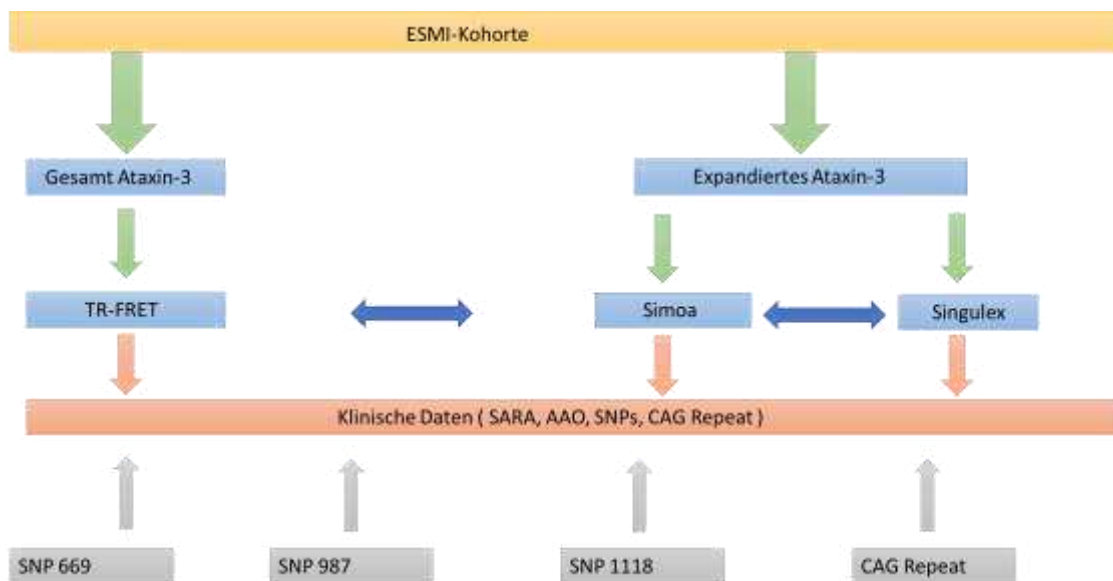 ESMI-Kohorte
Gesamt Ataxin-3
Expandiertes Ataxin-3
TR-FRET
Simoa
Singulex
Klinische Daten ( SARA, AAO, SNPs, CAG Repeat )
SNP 669
SNP 987
SNP 1118
CAG Repeat